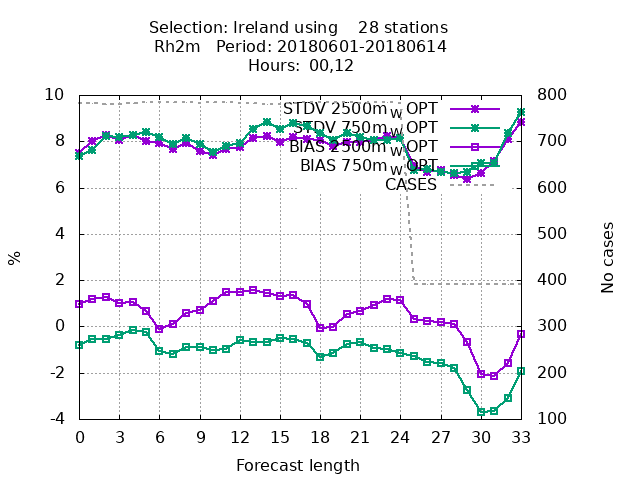 Selection: Ireland using 28 stations
Rh2m Period: 20180601-20180614
Hours: 00,12
STDV 2500m_W OPT
STDV 750m_W OPT
BIAS 2500m_W OPT
BIAS 750m_W OPT
CASES
10
8
6
4
2
0
-2
-4
%
800
700
600
500
400
300
200
100
No cases
0 3 6 9 12 15 18 21 24 27 30 33
Forecast length